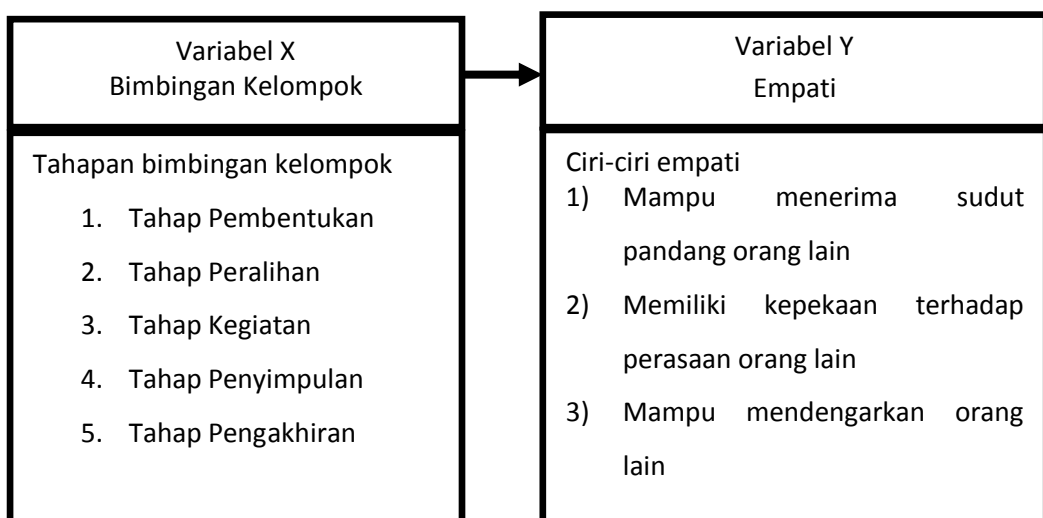 Variabel X
Bimbingan Kelompok
Tahapan bimbingan kelompok
1. Tahap Pembentukan
2. Tahap Peralihan
3. Tahap Kegiatan
4. Tahap Penyimpulan
5. Tahap Pengakhiran
Variabel Y
Empati
Ciri-ciri empati
1) Mampu menerima sudut
pandang orang lain
2) Memiliki kepekaan terhadap
perasaan orang lain
3) Mampu mendengarkan orang
lain